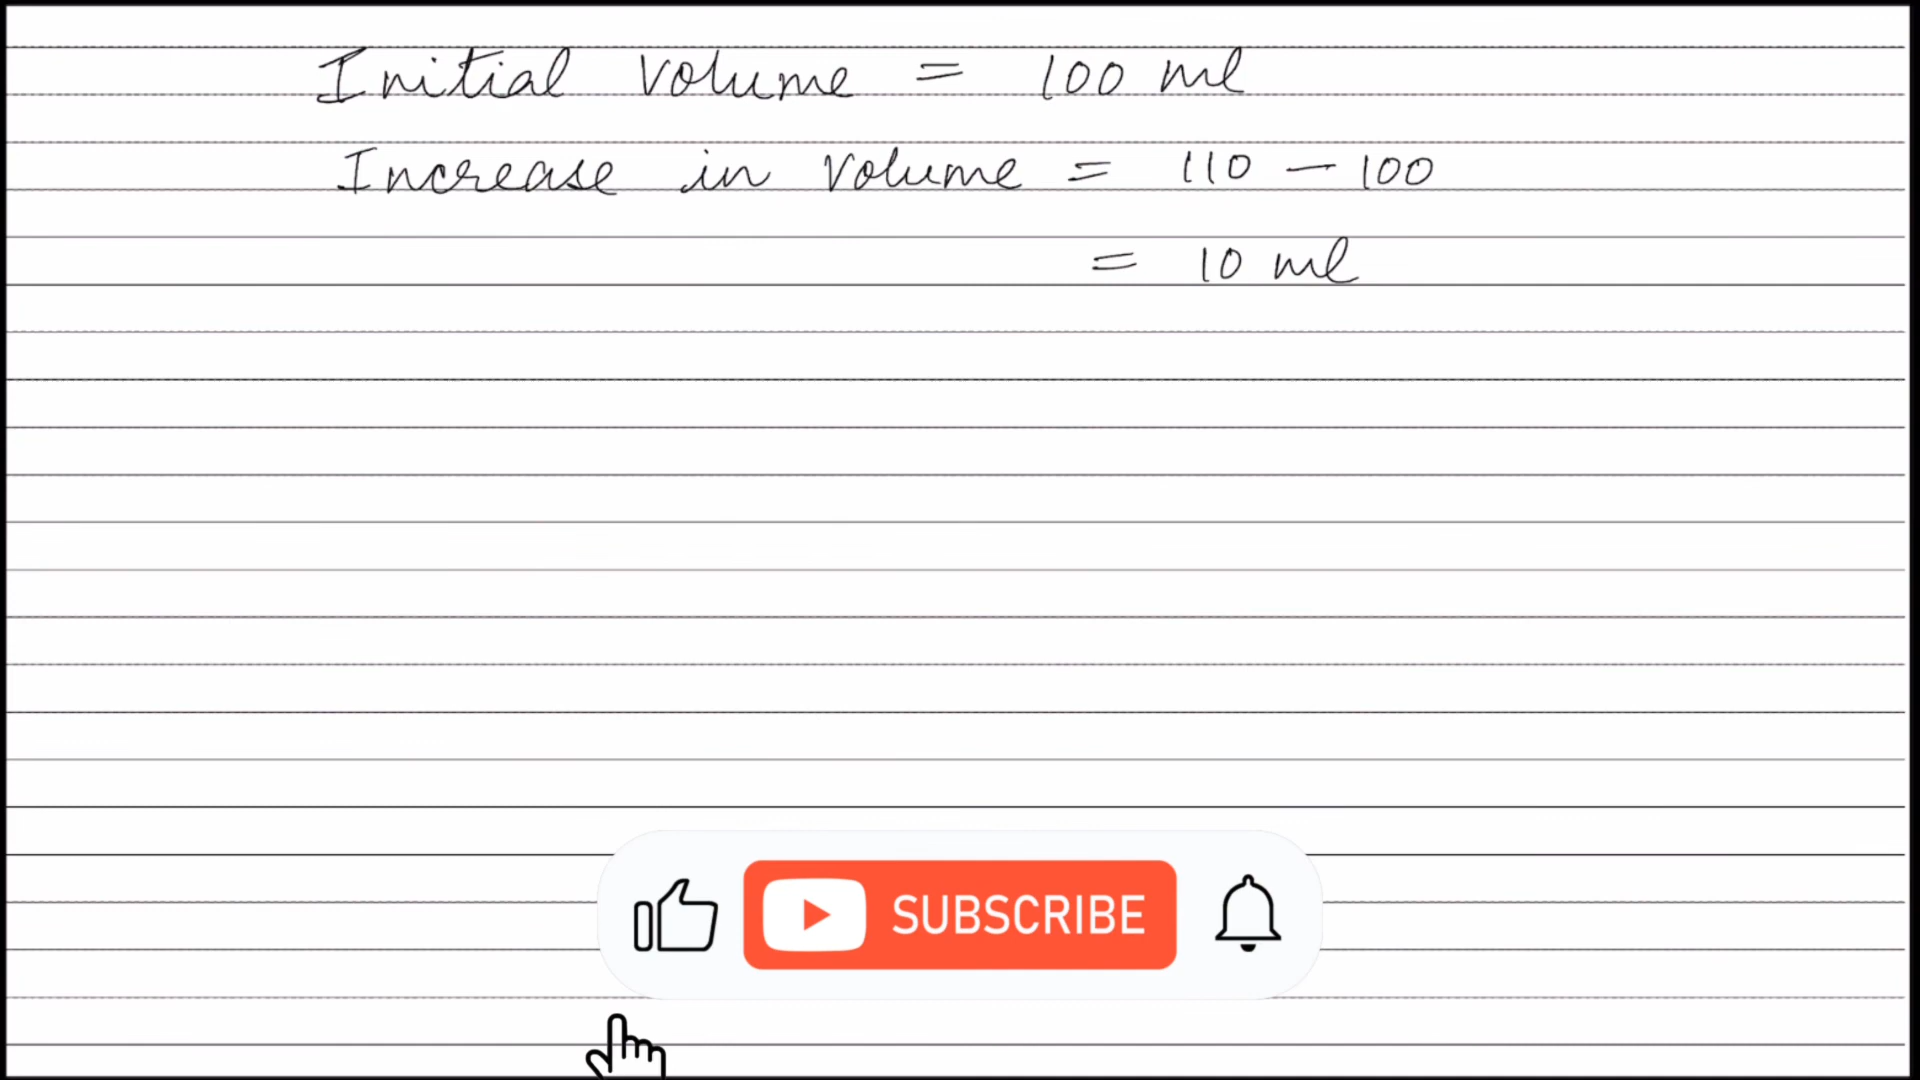 Initial Volume = 100 ml
Increase in Volume = 110 - 100
= 10 ml
SUBSCRIBE